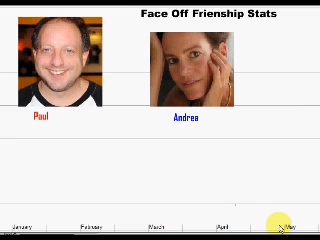 Face Off Frienship Stats
Paul
Andrea
January
February
March
April
May